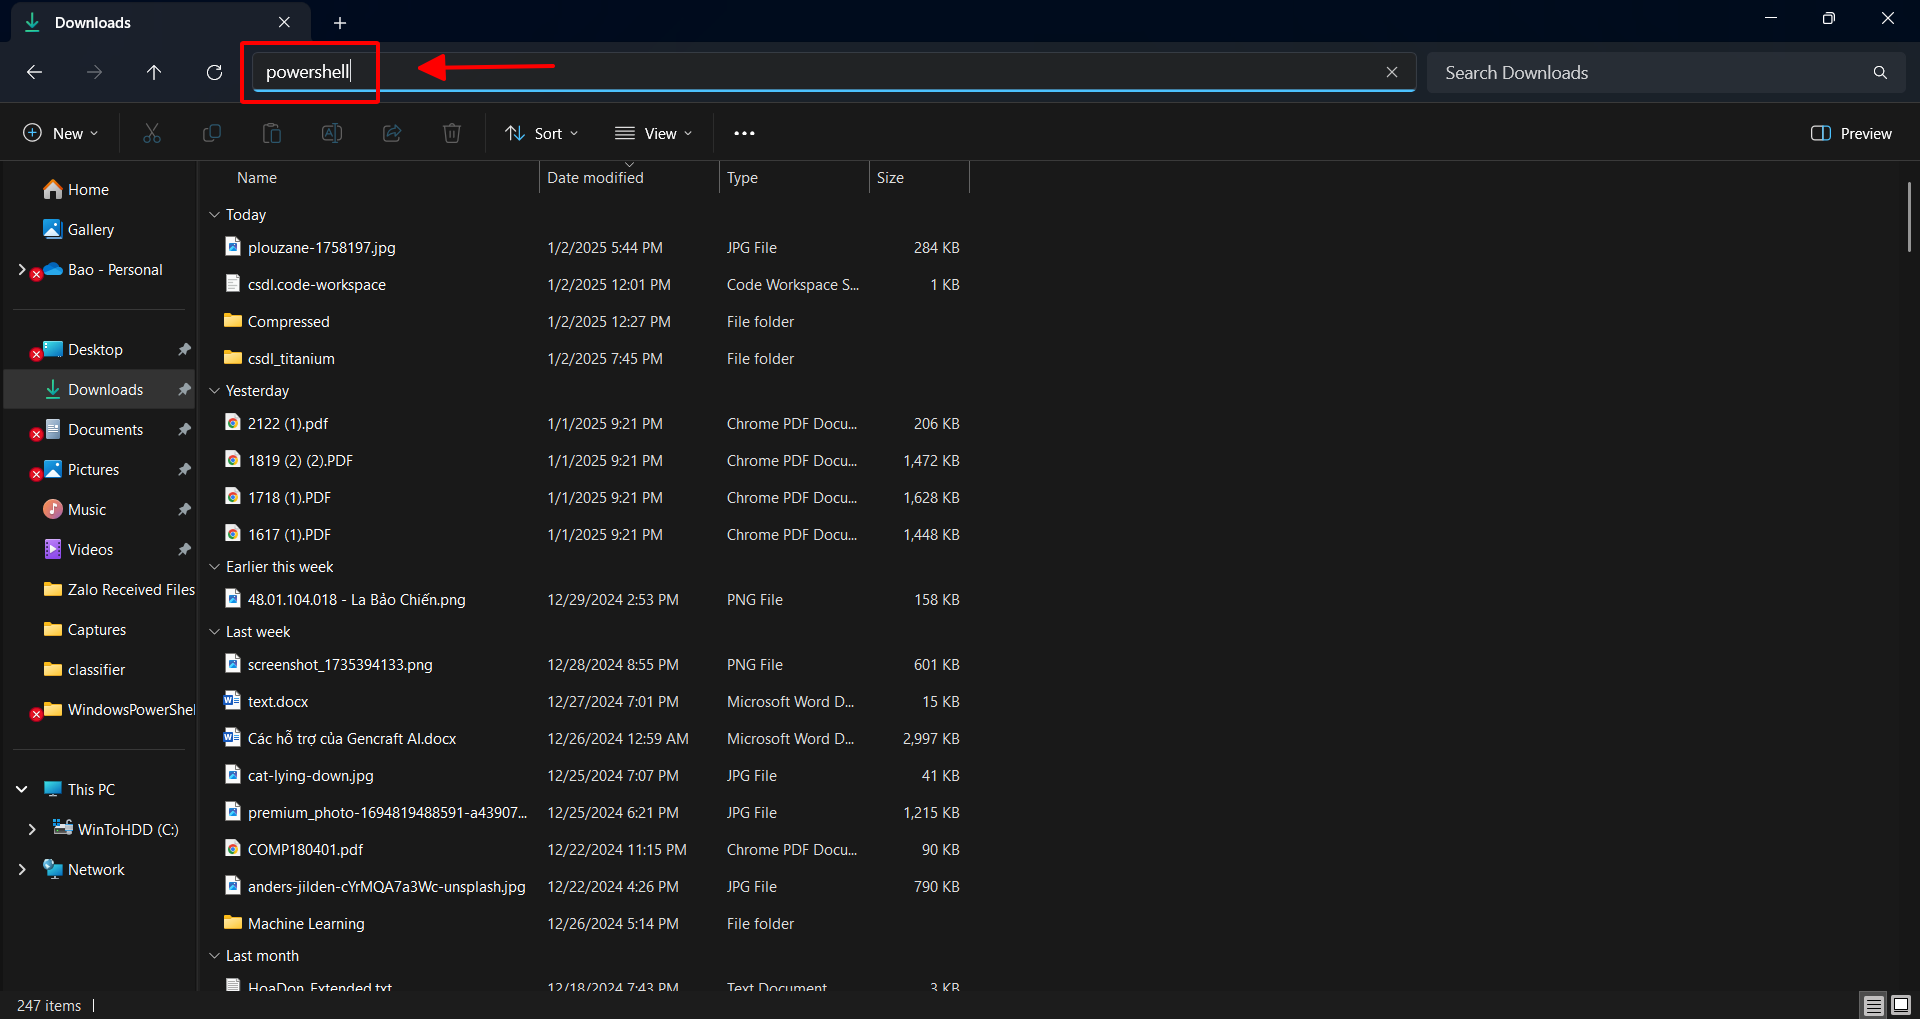 Downloads
powershell
Search Downloads
New
Sort
View
Preview
Home
Gallery
Bao - Personal
Desktop
Downloads
Documents
Pictures
Music
Videos
Zalo Received Files
Captures
classifier
WindowsPowerShel
This PC
WinToHDD (C:)
Network
Name Date modified Type Size
Today
plouzane-1758197.jpg 1/2/2025 5:44 PM JPG File 284 KB
csdl.code-workspace 1/2/2025 12:01 PM Code Workspace S... 1 KB
Compressed 1/2/2025 12:27 PM File folder
csdl_titanium 1/2/2025 7:45 PM File folder
Yesterday
2122 (1).pdf 1/1/2025 9:21 PM Chrome PDF Docu... 206 KB
1819 (2) (2).PDF 1/1/2025 9:21 PM Chrome PDF Docu... 1,472 KB
1718 (1).PDF 1/1/2025 9:21 PM Chrome PDF Docu... 1,628 KB
1617 (1).PDF 1/1/2025 9:21 PM Chrome PDF Docu... 1,448 KB
Earlier this week
48.01.104.018 - La Bảo Chiến.png 12/29/2024 2:53 PM PNG File 158 KB
Last week
screenshot_1735394133.png 12/28/2024 8:55 PM PNG File 601 KB
text.docx 12/27/2024 7:01 PM Microsoft Word D... 15 KB
Các hỗ trợ của Gencraft AI.docx 12/26/2024 12:59 AM Microsoft Word D... 2,997 KB
cat-lying-down.jpg 12/25/2024 7:07 PM JPG File 41 KB
premium_photo-1694819488591-a43907... 12/25/2024 6:21 PM JPG File 1,215 KB
COMP180401.pdf 12/22/2024 11:15 PM Chrome PDF Docu... 90 KB
anders-jilden-cYrMQA7a3Wc-unsplash.jpg 12/22/2024 4:26 PM JPG File 790 KB
Machine Learning 12/26/2024 5:14 PM File folder
Last month
HoaDon_Extended.txt 12/18/2024 7:43 PM Text Document 3 KB
247 items